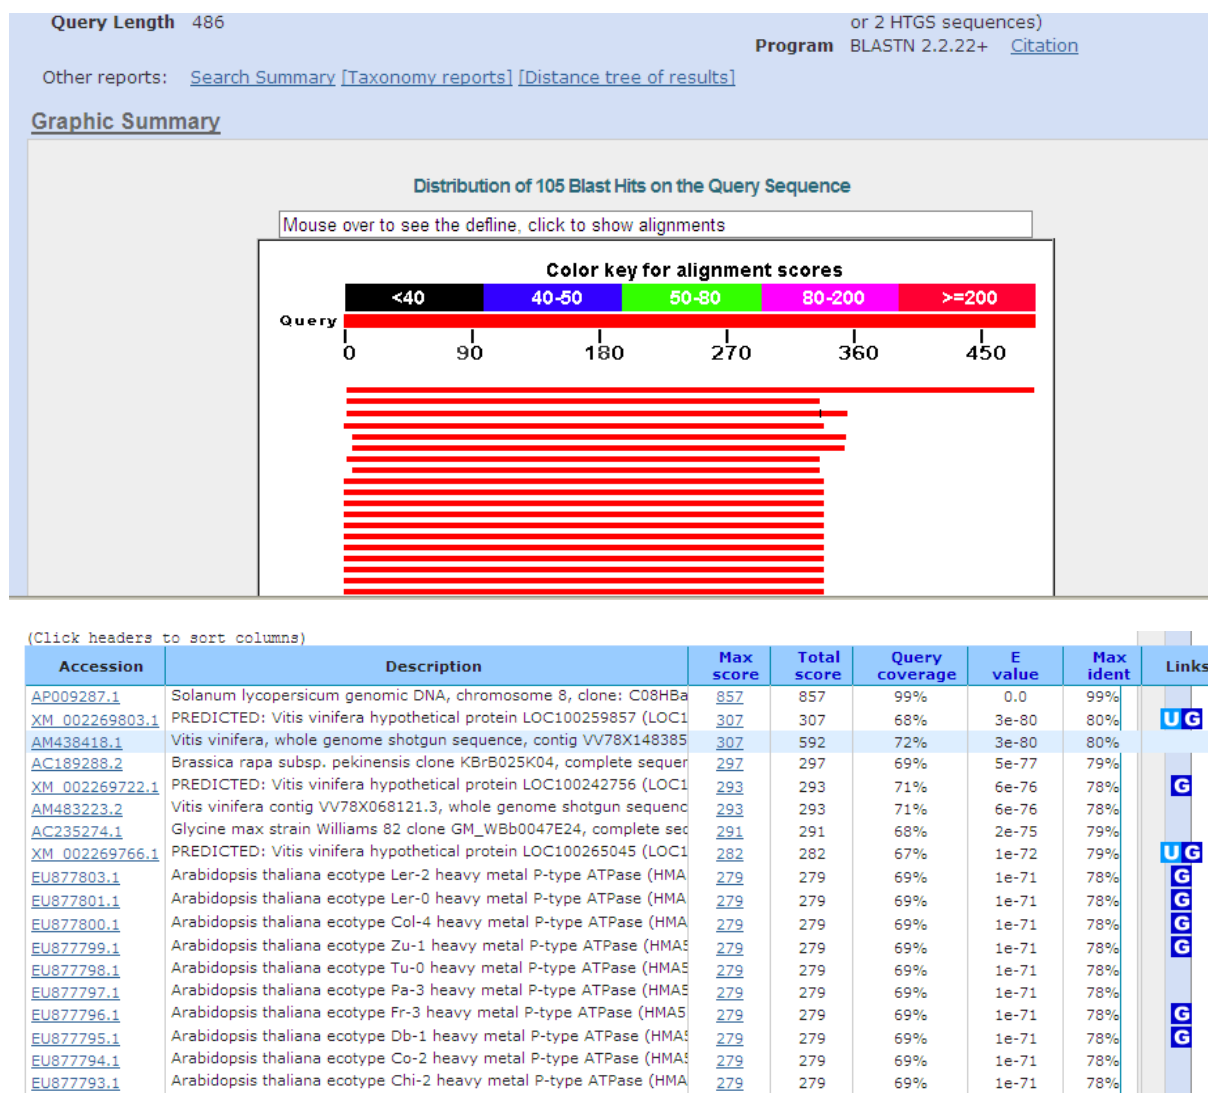 Query Length 486
or 2 HTGS sequences)
Program BLASTN 2.2.22+ Citation
Other reports: Search Summary [Taxonomy reports] [Distance tree of results]
Graphic Summary
Distribution of 105 Blast Hits on the Query Sequence
Mouse over to see the defline, click to show alignments
Color key for alignment scores
<40 40-50 50-80 80-200 >=200
Query
0 90 180 270 360 450
(Click headers to sort columns)
Accession Description Max score Total score Query coverage E value Max ident Links
AP009287.1 Solanum lycopersicum genomic DNA, chromosome 8, clone: C08HBa 857 857 99% 0.0 99%
XM_002269803.1 PREDICTED: Vitis vinifera hypothetical protein LOC100259857 (LOC1 307 307 68% 3e-80 80% U G
AM438418.1 Vitis vinifera, whole genome shotgun sequence, contig VV78X148385 307 592 72% 3e-80 80%
AC189288.2 Brassica rapa subsp. pekinensis clone KBrB025K04, complete sequer 297 297 69% 5e-77 79%
XM_002269722.1 PREDICTED: Vitis vinifera hypothetical protein LOC100242756 (LOC1 293 293 71% 6e-76 78% G
AM483223.2 Vitis vinifera contig VV78X068121.3, whole genome shotgun sequenc 293 293 71% 6e-76 78%
AC235274.1 Glycine max strain Williams 82 clone GM_WBb0047E24, complete sec 291 291 68% 2e-75 79%
XM_002269766.1 PREDICTED: Vitis vinifera hypothetical protein LOC100265045 (LOC1 282 282 67% 1e-72 79% U G
EU877803.1 Arabidopsis thaliana ecotype Ler-2 heavy metal P-type ATPase (HMA 279 279 69% 1e-71 78% G
EU877801.1 Arabidopsis thaliana ecotype Ler-0 heavy metal P-type ATPase (HMA 279 279 69% 1e-71 78% G
EU877800.1 Arabidopsis thaliana ecotype Col-4 heavy metal P-type ATPase (HMA 279 279 69% 1e-71 78% G
EU877799.1 Arabidopsis thaliana ecotype Zu-1 heavy metal P-type ATPase (HMA5 279 279 69% 1e-71 78% G
EU877798.1 Arabidopsis thaliana ecotype Tu-0 heavy metal P-type ATPase (HMA5 279 279 69% 1e-71 78%
EU877797.1 Arabidopsis thaliana ecotype Pa-3 heavy metal P-type ATPase (HMA5 279 279 69% 1e-71 78%
EU877796.1 Arabidopsis thaliana ecotype Fr-3 heavy metal P-type ATPase (HMA5 279 279 69% 1e-71 78% G
EU877795.1 Arabidopsis thaliana ecotype Db-1 heavy metal P-type ATPase (HMA5 279 279 69% 1e-71 78% G
EU877794.1 Arabidopsis thaliana ecotype Co-2 heavy metal P-type ATPase (HMA5 279 279 69% 1e-71 78%
EU877793.1 Arabidopsis thaliana ecotype Chi-2 heavy metal P-type ATPase (HMA 279 279 69% 1e-71 78%